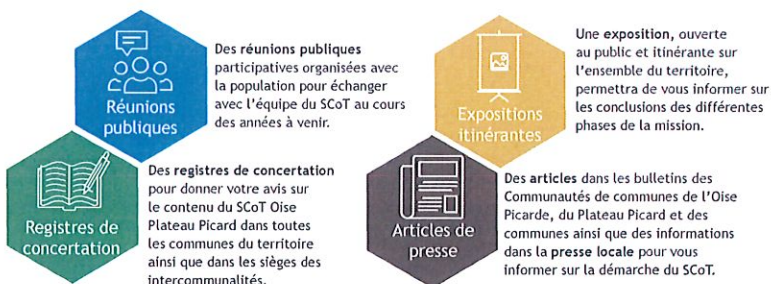 Réunions
publiques
Des réunions publiques
participatives organisées avec
la population pour échanger
avec l'équipe du SCoT au cours
des années à venir.
Expositions
itinérantes
Une exposition, ouverte
au public et itinérante sur
l'ensemble du territoire,
permettra de vous informer sur
les conclusions des différentes
phases de la mission.
Registres de
concertation
Des registres de concertation
pour donner votre avis sur
le contenu du SCoT Oise
Plateau Picard dans toutes
les communes du territoire
ainsi que dans les sièges des
intercommunalités.
Articles de
presse
Des articles dans les bulletins des
Communautés de communes de l'Oise
Picarde, du Plateau Picard et des
communes ainsi que des informations
dans la presse locale pour vous
informer sur la démarche du SCoT.